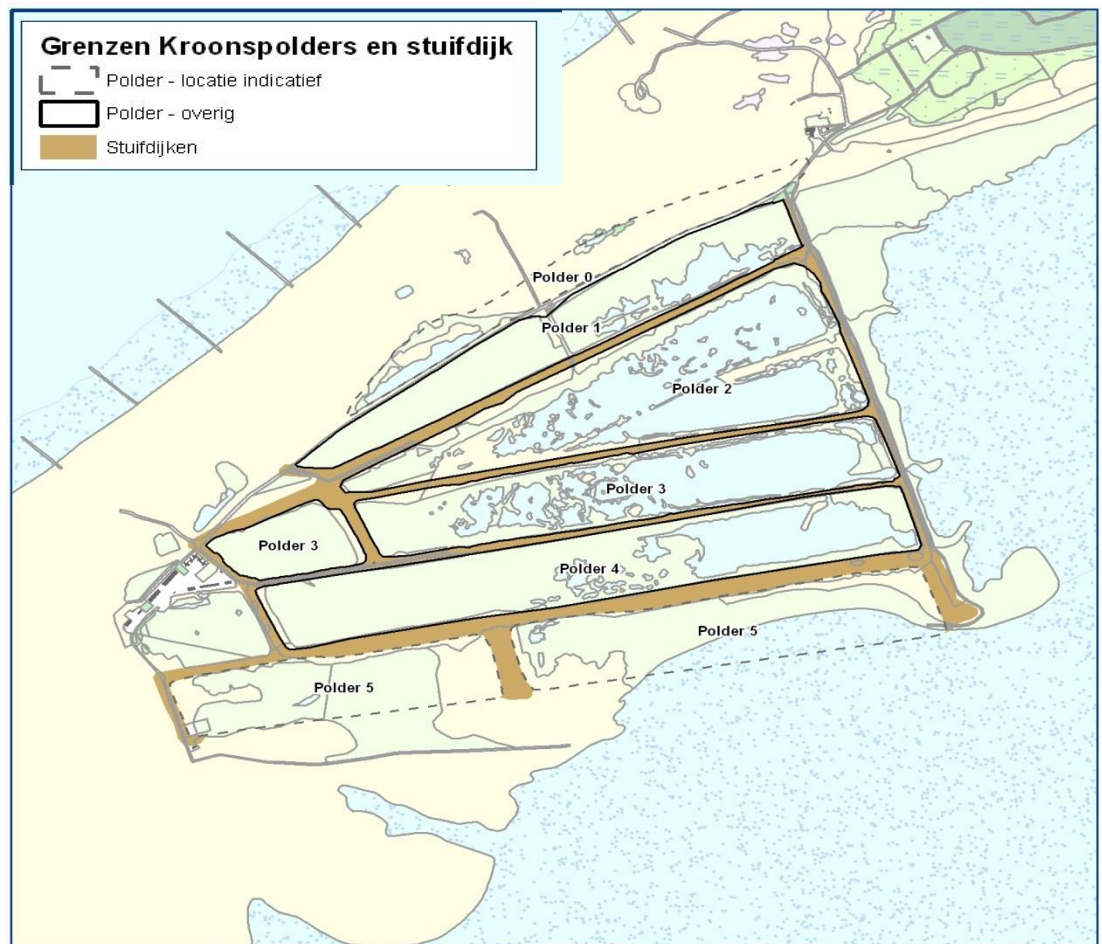 Grenzen Kroonspolders en stuifdijk
Polder - locatie indicatief
Polder - overig
Stuifdijken
Polder 0
Polder 1
Polder 2
Polder 3
Polder 3
Polder 4
Polder 5
Polder 5